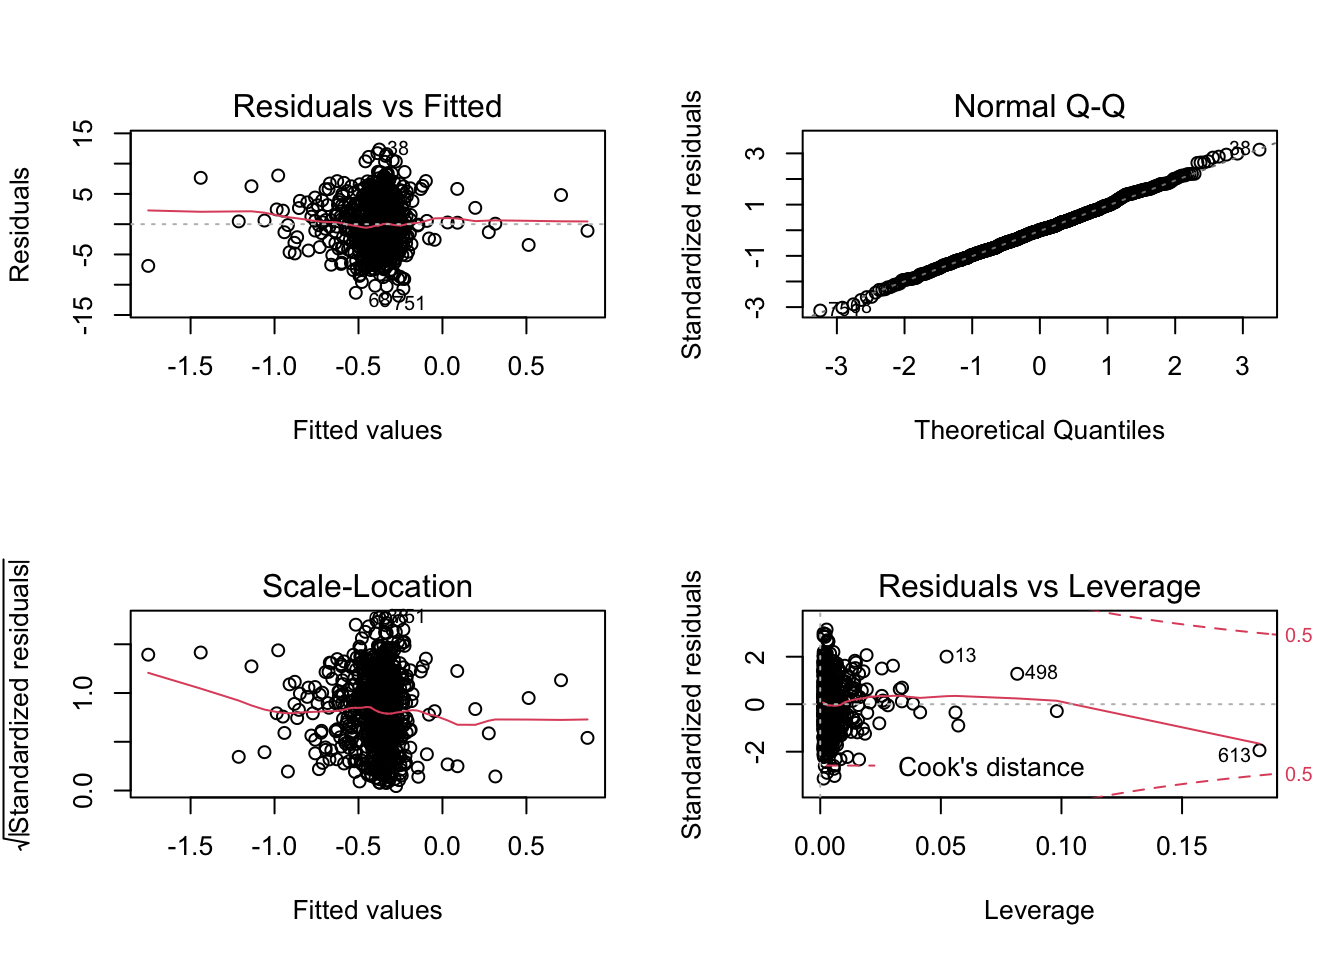 Residuals vs Fitted
Residuals
15
5
-5
-15
38
751
-1.5 -1.0 -0.5 0.0 0.5
Fitted values
Normal Q-Q
Standardized residuals
3
1
-1
-3
38
-3 -2 -1 0 1 2 3
Theoretical Quantiles
Scale-Location
√|Standardized residuals|
1.0
0.0
-1.5 -1.0 -0.5 0.0 0.5
Fitted values
Residuals vs Leverage
Standardized residuals
2
0
-2
13
498
613
0.5
0.5
Cook's distance
0.00 0.05 0.10 0.15
Leverage